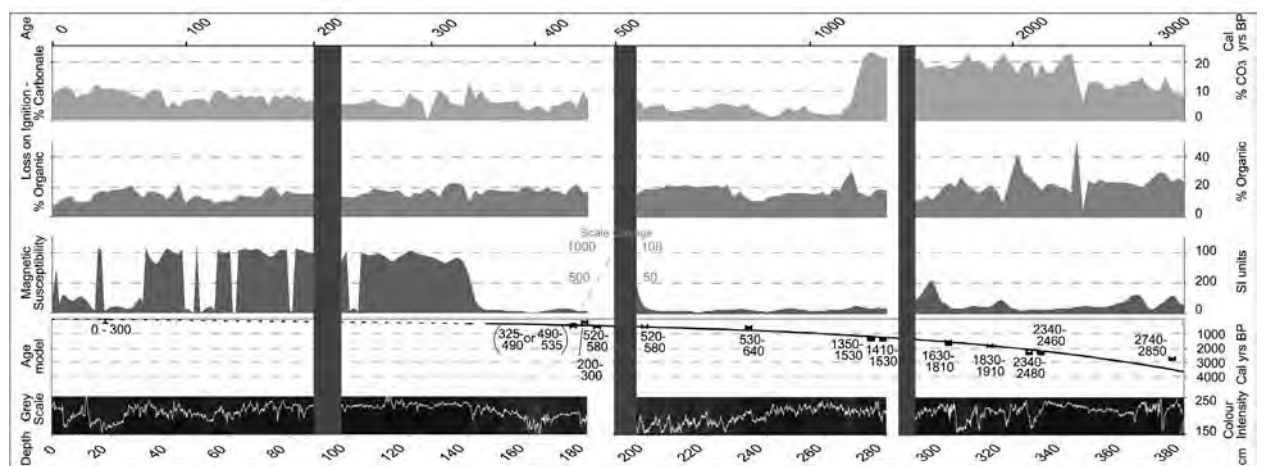 Age
0
100
200
300
400
500
1000
2000
3000
Cal yrs BP
Loss on Ignition -
% Carbonate
20
10
0
% CO3
% Organic
40
20
0
% Organic
Magnetic
Susceptibility
Scale Change
1000
500
100
50
100
200
0
SI units
Age
model
0 - 300
(325-490 or 490-535)
520-580
200-300
520-580
530-640
1350-1530
1410-1530
1630-1810
1830-1910
2340-2480
2340-2460
2740-2850
1000
2000
3000
4000
Cal yrs BP
Grey
Scale
250
150
Colour
Intensity
Depth
0
20
40
60
80
100
120
140
160
180
200
220
240
260
280
300
320
340
360
380
cm